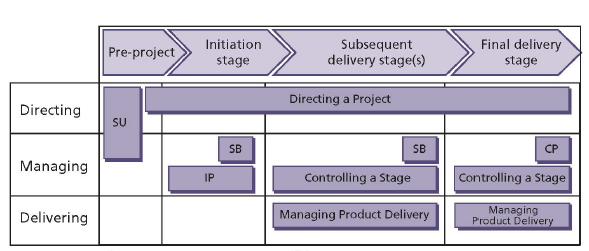 Pre-project
Initiation
stage
Subsequent
delivery stage(s)
Final delivery
stage
Directing
SU
Directing a Project
Managing
SB
SB
CP
IP
Controlling a Stage
Controlling a Stage
Delivering
Managing Product Delivery
Managing
Product Delivery